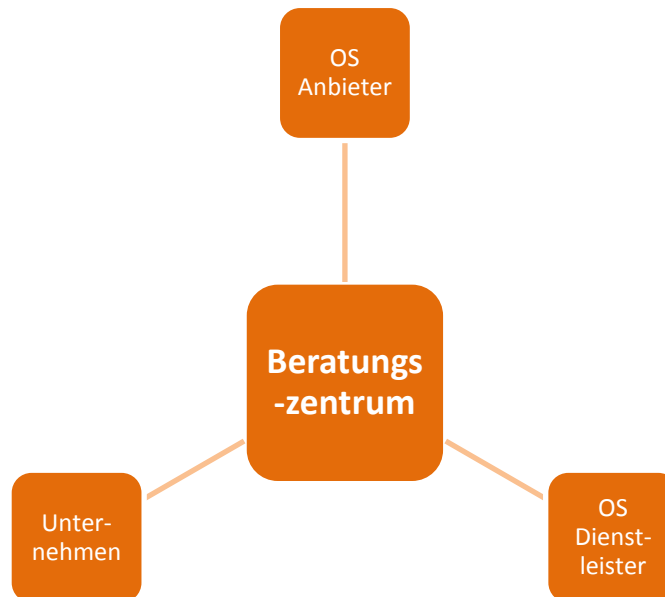 OS
Anbieter
Beratungs
-zentrum
Unter-
nehmen
OS
Dienst-
leister